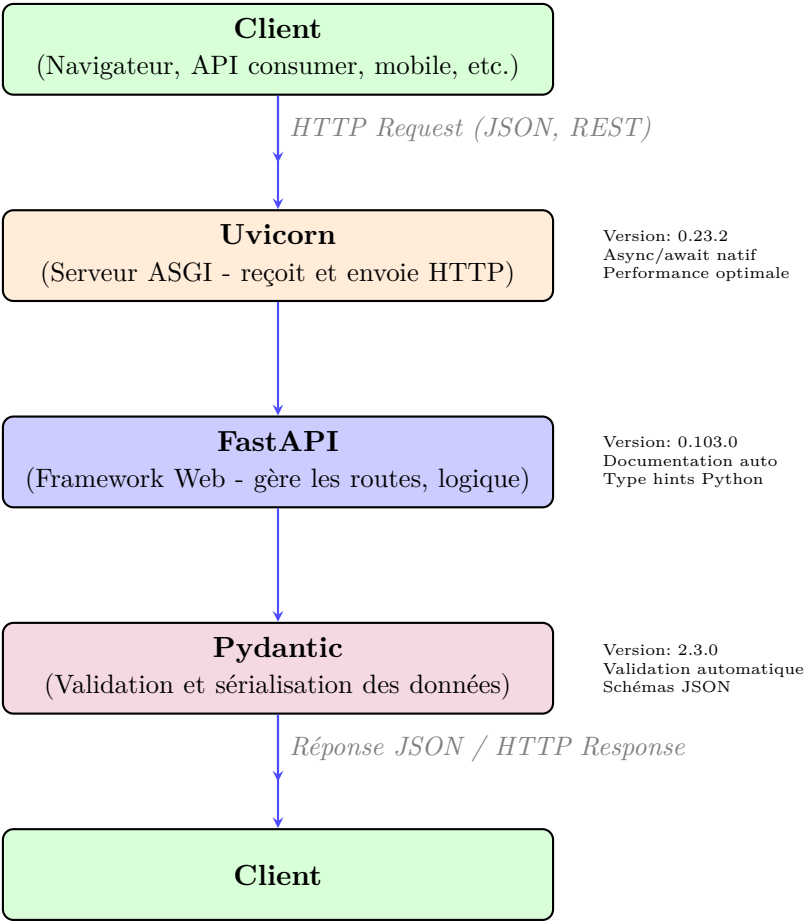 Client
(Navigateur, API consumer, mobile, etc.)
HTTP Request (JSON, REST)
Uvicorn
(Serveur ASGI - reçoit et envoie HTTP)
Version: 0.23.2
Async/await natif
Performance optimale
FastAPI
(Framework Web - gère les routes, logique)
Version: 0.103.0
Documentation auto
Type hints Python
Pydantic
(Validation et sérialisation des données)
Version: 2.3.0
Validation automatique
Schémas JSON
Réponse JSON / HTTP Response
Client